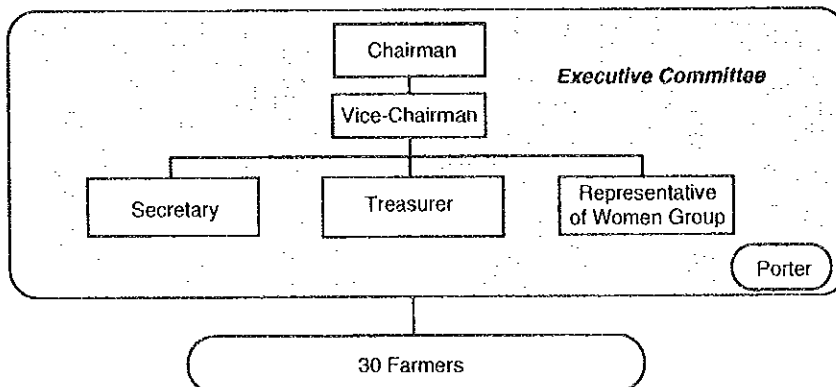 Chairman
Executive Committee
Vice-Chairman
Secretary
Treasurer
Representative
of Women Group
Porter
30 Farmers